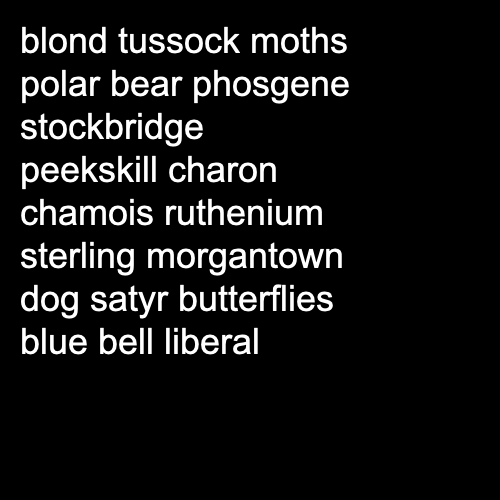 blond tussock moths
polar bear phosgene
stockbridge
peekskill charon
chamois ruthenium
sterling morgantown
dog satyr butterflies
blue bell liberal